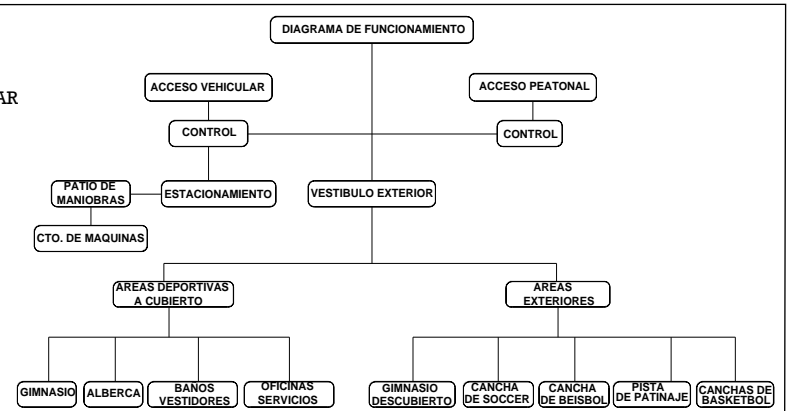 DIAGRAMA DE FUNCIONAMIENTO
AR
ACCESO VEHICULAR
ACCESO PEATONAL
CONTROL
CONTROL
PATIO DE
MANIOBRAS
ESTACIONAMIENTO
VESTIBULO EXTERIOR
CTO. DE MAQUINAS
AREAS DEPORTIVAS
A CUBIERTO
AREAS
EXTERIORES
GIMNASIO
ALBERCA
BAÑOS
VESTIDORES
OFICINAS
SERVICIOS
GIMNASIO
DESCUBIERTO
CANCHA
DE SOCCER
CANCHA
DE BEISBOL
PISTA
DE PATINAJE
CANCHAS DE
BASKETBOL